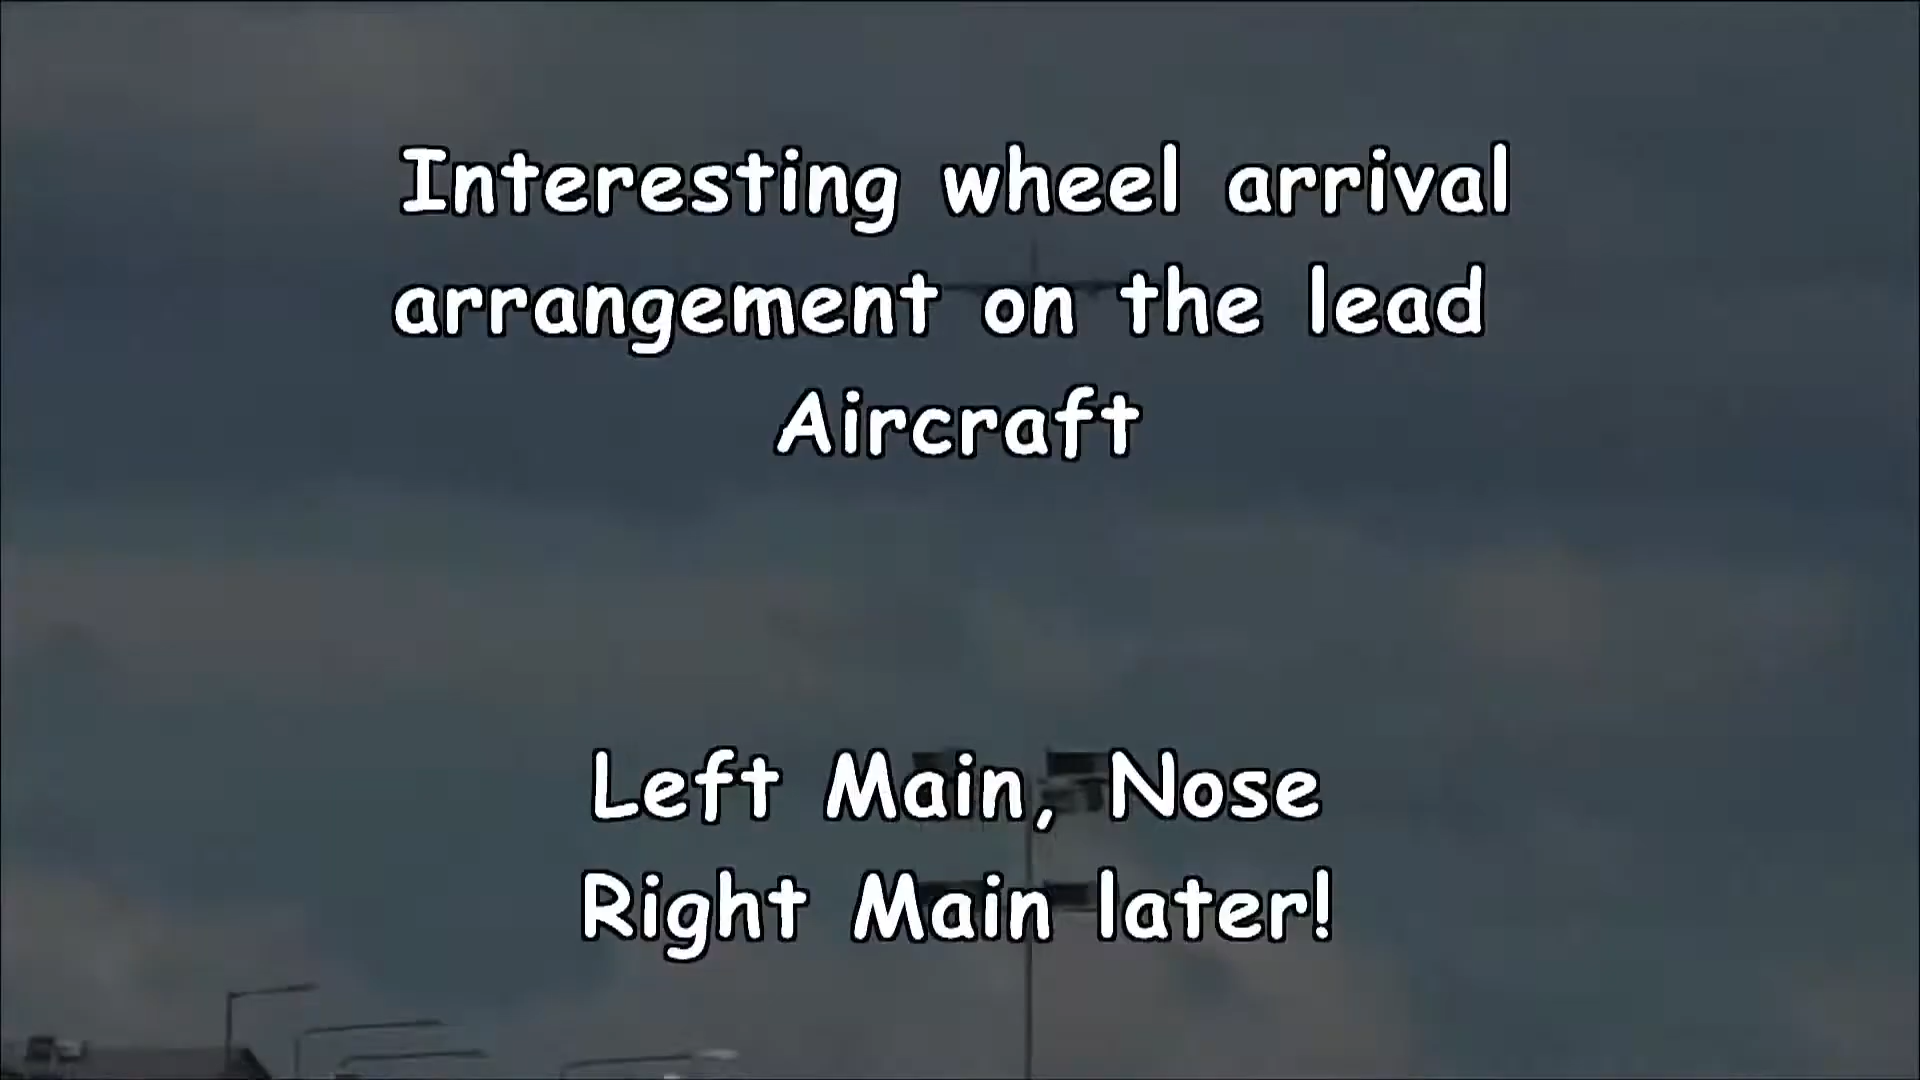 Interesting wheel arrival
arrangement on the lead
Aircraft
Left Main, Nose
Right Main later!